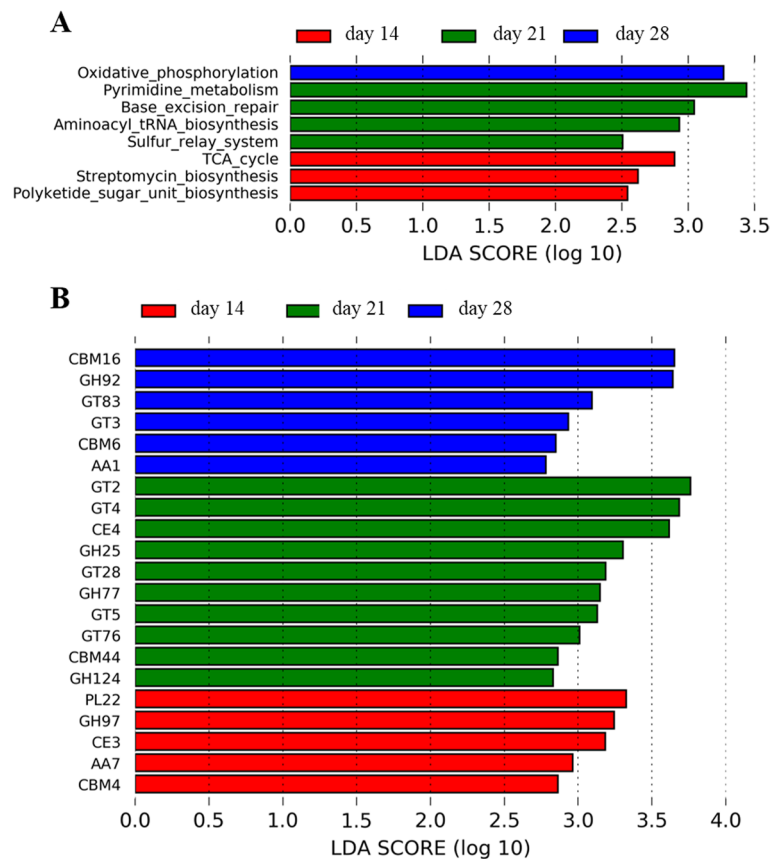 A
day 14 day 21 day 28
Oxidative_phosphorylation
Pyrimidine_metabolism
Base_excision_repair
Aminoacyl_tRNA_biosynthesis
Sulfur_relay_system
TCA_cycle
Streptomycin_biosynthesis
Polyketide_sugar_unit_biosynthesis
0.0 0.5 1.0 1.5 2.0 2.5 3.0 3.5
LDA SCORE (log 10)
B
day 14 day 21 day 28
CBM16
GH92
GT83
GT3
CBM6
AA1
GT2
GT4
CE4
GH25
GT28
GH77
GT5
GT76
CBM44
GH124
PL22
GH97
CE3
AA7
CBM4
0.0 0.5 1.0 1.5 2.0 2.5 3.0 3.5 4.0
LDA SCORE (log 10)